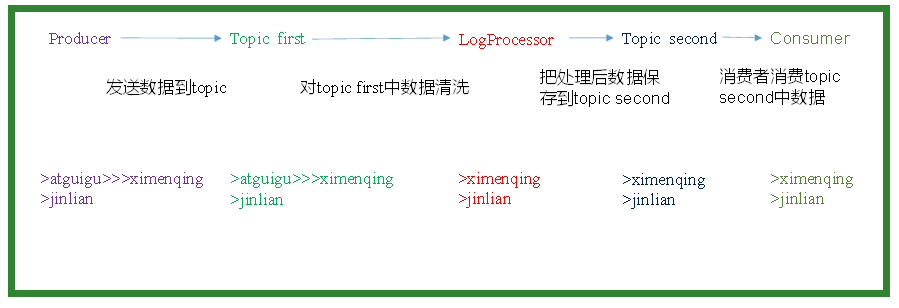 Producer
Topic first
LogProcessor
Topic second
Consumer
发送数据到topic
对topic first中数据清洗
把处理后数据保
存到topic second
消费者消费topic
second中数据
>atguigu>>>ximenqing
>jinlian
>atguigu>>>ximenqing
>jinlian
>ximenqing
>jinlian
>ximenqing
>jinlian
>ximenqing
>jinlian